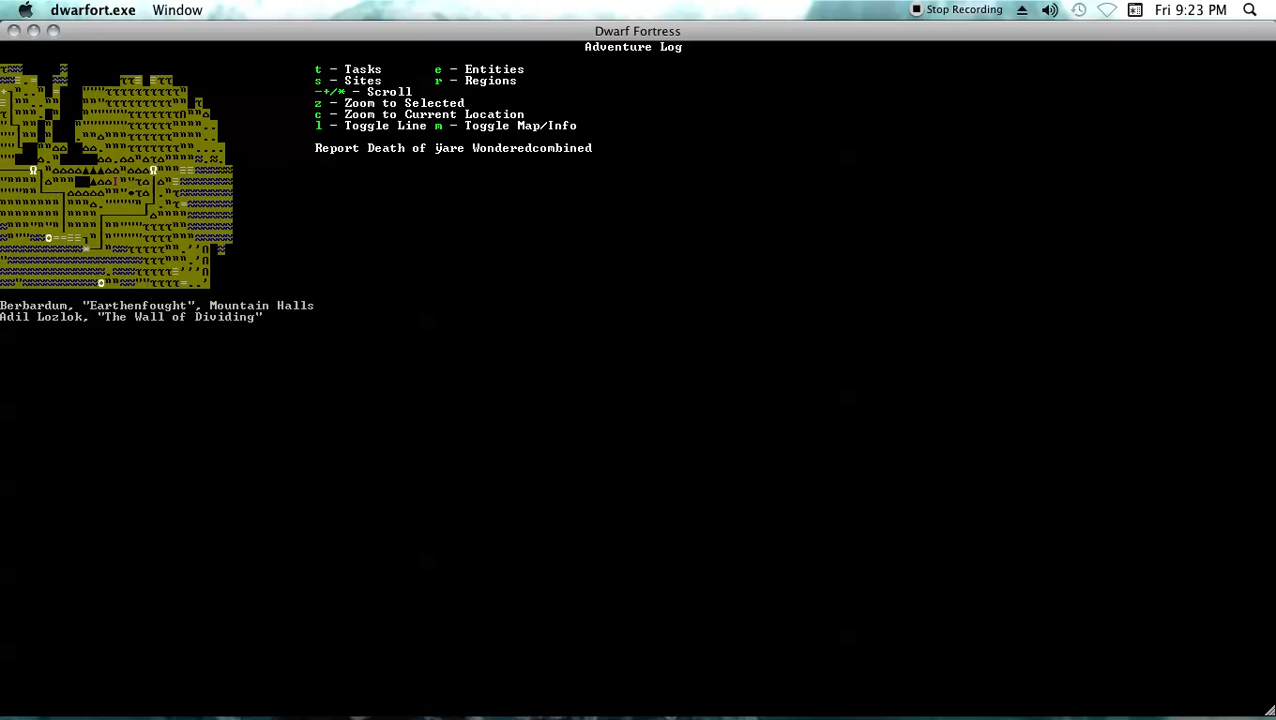 dwarfort.exe Window Stop Recording Fri 9:23 PM
Dwarf Fortress
Adventure Log
t - Tasks e - Entities
s - Sites r - Regions
-+/* - Scroll
z - Zoom to Selected
c - Zoom to Current Location
l - Toggle Line m - Toggle Map/Info
Report Death of ÿare Wonderedcombined
Berbardum, "Earthenfought", Mountain Halls
Adil Lozlok, "The Wall of Dividing"